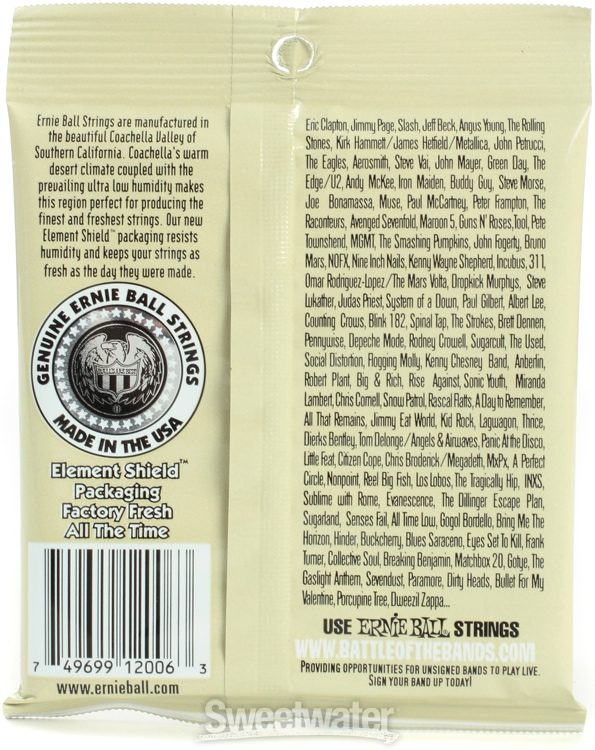 Ernie Ball Strings are manufactured in
the beautiful Coachella Valley of
Southern California. Coachella's warm
desert climate coupled with the
prevailing ultra low humidity makes
this region perfect for producing the
finest and freshest strings. Our new
Element Shield™ packaging resists
humidity and keeps your strings as
fresh as the day they were made.
GENUINE ERNIE BALL STRINGS
MADE IN THE USA
Element Shield™
Packaging
Factory Fresh
All The Time
7 49699 12006 3
www.ernieball.com
Eric Clapton, Jimmy Page, Slash, Jeff Beck, Angus Young, The Rolling
Stones, Kirk Hammett/James Hetfield/Metallica, John Petrucci,
The Eagles, Aerosmith, Steve Vai, John Mayer, Green Day, The
Edge/U2, Andy McKee, Iron Maiden, Buddy Guy, Steve Morse,
Joe Bonamassa, Muse, Paul McCartney, Peter Frampton, The
Raconteurs, Avenged Sevenfold, Maroon 5, Guns N' Roses,Tool, Pete
Townshend, MGMT, The Smashing Pumpkins, John Fogerty, Bruno
Mars, NOFX, Nine Inch Nails, Kenny Wayne Shepherd, Incubus, 311,
Omar Rodriguez-Lopez/The Mars Volta, Dropkick Murphys, Steve
Lukather, Judas Priest, System of a Down, Paul Gilbert, Albert Lee,
Counting Crows, Blink 182, Spinal Tap, The Strokes, Brett Dennen,
Pennywise, Depeche Mode, Rodney Crowell, Sugarcult, The Used,
Social Distortion, Flogging Molly, Kenny Chesney Band, Anberlin,
Robert Plant, Big & Rich, Rise Against, Sonic Youth, Miranda
Lambert, Chris Cornell, Snow Patrol, Rascal Flatts, A Day to Remember,
All That Remains, Jimmy Eat World, Kid Rock, Lagwagon, Thrice,
Dierks Bentley, Tom Delonge/Angels & Airwaves, Panic At the Disco,
Little Feat, Citizen Cope, Chris Broderick/Megadeth, MxPx, A Perfect
Circle, Nonpoint, Reel Big Fish, Los Lobos, The Tragically Hip, INXS,
Sublime with Rome, Evanescence, The Dillinger Escape Plan,
Sugarland, Senses Fail, All Time Low, Gogol Bordello, Bring Me The
Horizon, Hinder, Buckcherry, Blues Saraceno, Eyes Set To Kill, Frank
Turner, Collective Soul, Breaking Benjamin, Matchbox 20, Gotye, The
Gaslight Anthem, Sevendust, Paramore, Dirty Heads, Bullet For My
Valentine, Porcupine Tree, Dweezil Zappa...
USE ERNIE BALL STRINGS
WWW.BATTLEOFTHEBANDS.COM
PROVIDING OPPORTUNITIES FOR UNSIGNED BANDS TO PLAY LIVE.
SIGN YOUR BAND UP TODAY!
Sweetwater